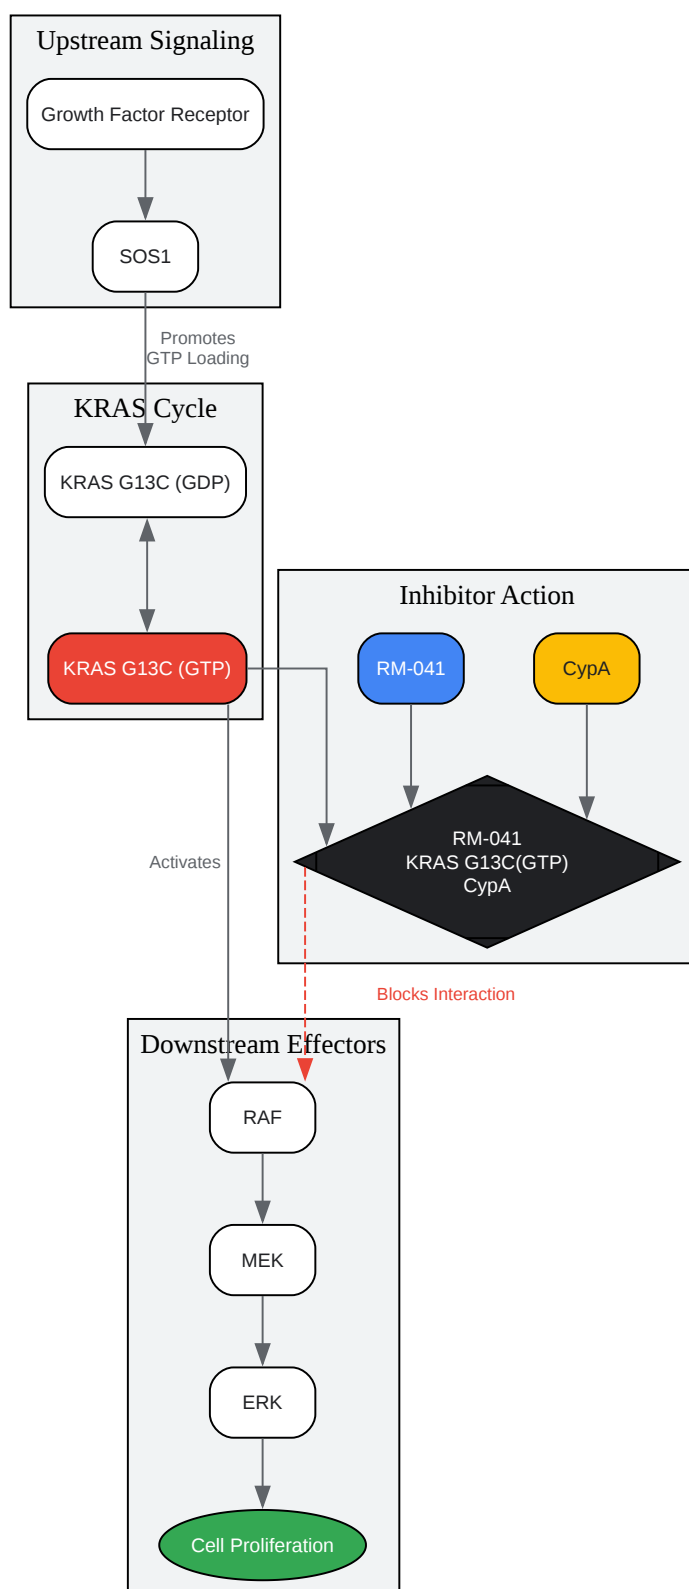 Upstream Signaling
Growth Factor Receptor
SOS1
Promotes
GTP Loading
KRAS Cycle
KRAS G13C (GDP)
KRAS G13C (GTP)
Inhibitor Action
RM-041
CypA
RM-041
KRAS G13C(GTP)
CypA
Activates
Blocks Interaction
Downstream Effectors
RAF
MEK
ERK
Cell Proliferation